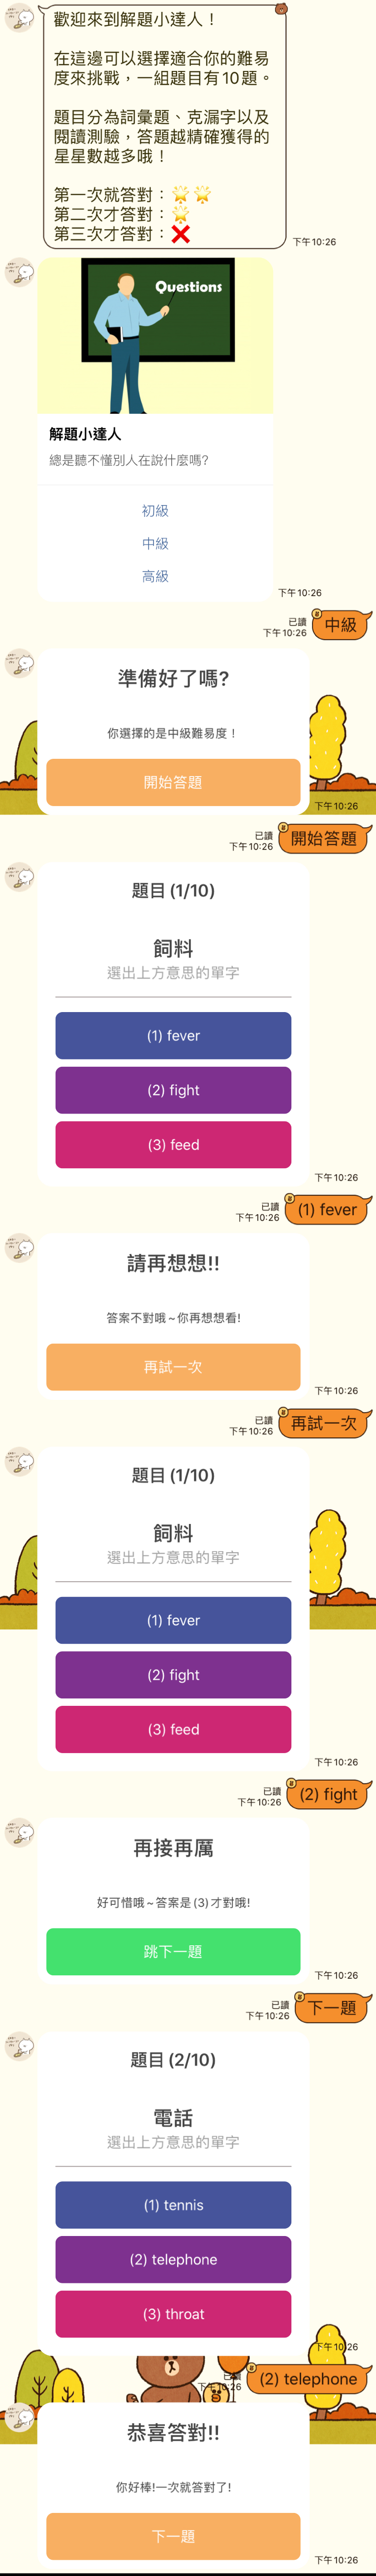 歡迎來到解題小達人！
在這邊可以選擇適合你的難易
度來挑戰，一組題目有10題。
題目分為詞彙題、克漏字以及
閱讀測驗，答題越精確獲得的
星星數越多哦！
第一次就答對：🌟🌟
第二次才答對：🌟
第三次才答對：❌
下午10:26
Questions
解題小達人
總是聽不懂別人在說什麼嗎?
初級
中級
高級
下午10:26
已讀
下午10:26
中級
準備好了嗎?
你選擇的是中級難易度！
開始答題
下午10:26
已讀
下午10:26
開始答題
題目 (1/10)
飼料
選出上方意思的單字
(1) fever
(2) fight
(3) feed
下午10:26
已讀
下午10:26
(1) fever
請再想想!!
答案不對哦~你再想想看!
再試一次
下午10:26
已讀
下午10:26
再試一次
題目 (1/10)
飼料
選出上方意思的單字
(1) fever
(2) fight
(3) feed
下午10:26
已讀
下午10:26
(2) fight
再接再厲
好可惜哦~答案是(3)才對哦!
跳下一題
下午10:26
已讀
下午10:26
下一題
題目 (2/10)
電話
選出上方意思的單字
(1) tennis
(2) telephone
(3) throat
下午10:26
已讀
下午10:26
(2) telephone
恭喜答對!!
你好棒!一次就答對了!
下一題
下午10:26